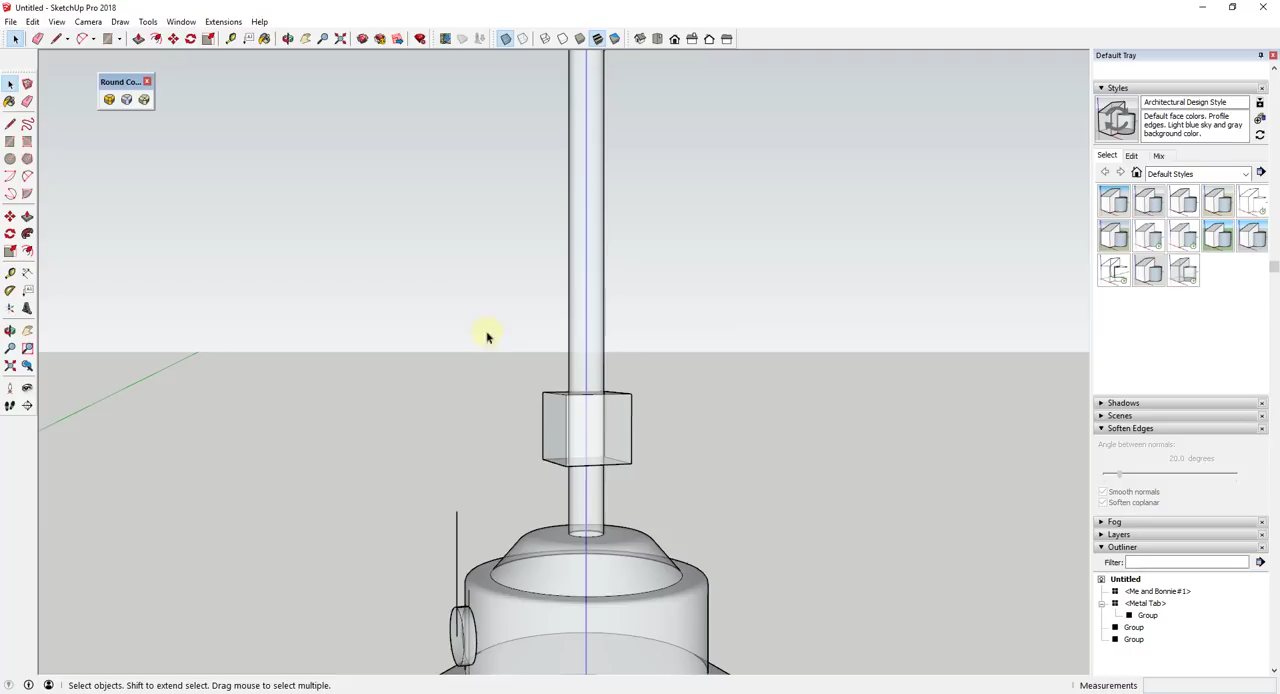 Untitled - SketchUp Pro 2018
File Edit View Camera Draw Tools Window Extensions Help
Default Tray
Round Co...
Styles
Architectural Design Style
Default face colors. Profile
edges. Light blue sky and gray
background color.
Select Edit Mix
Default Styles
Shadows
Scenes
Soften Edges
Angle between normals:
20.0 degrees
Smooth normals
Soften coplanar
Fog
Layers
Outliner
Filter:
Untitled
<Me and Bonnie#1>
<Metal Tab>
Group
Group
Group
Select objects. Shift to extend select. Drag mouse to select multiple.
Measurements